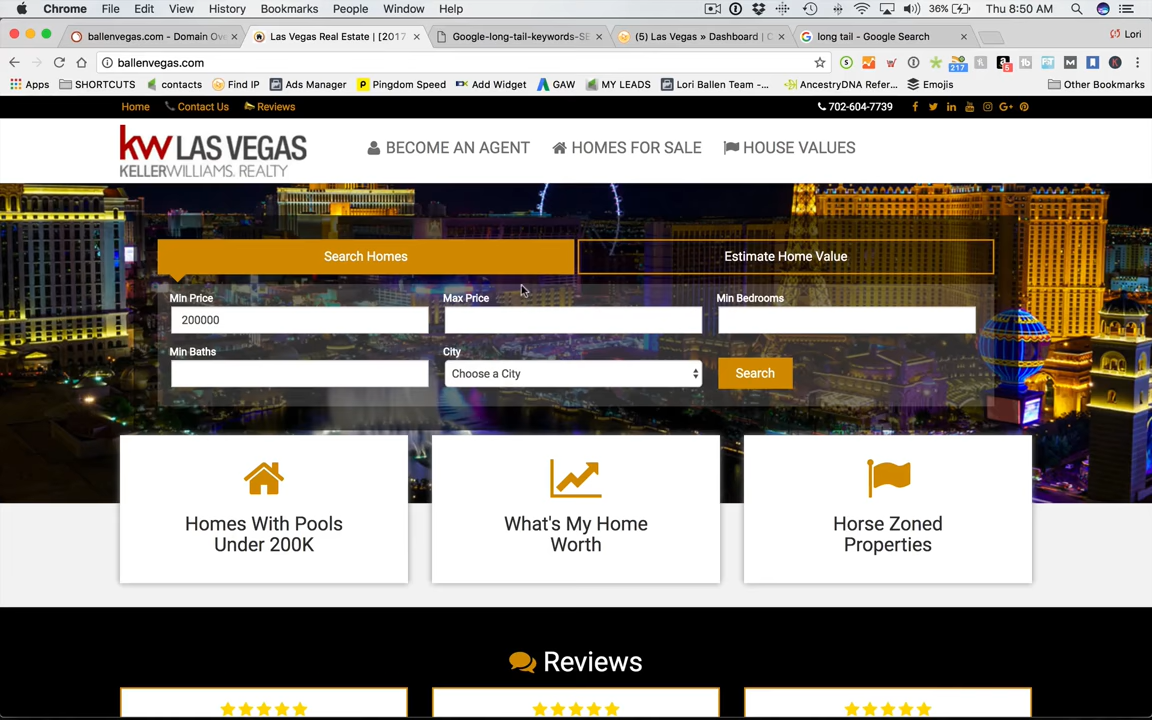 Chrome File Edit View History Bookmarks People Window Help 36% Thu 8:50 AM
ballenvegas.com - Domain Ov Las Vegas Real Estate | [2017 Google-long-tail-keywords-SE (5) Las Vegas » Dashboard | C long tail - Google Search Lori
ballenvegas.com 217
Apps SHORTCUTS contacts Find IP Ads Manager Pingdom Speed Add Widget GAW MY LEADS Lori Ballen Team -... AncestryDNA Refer... Emojis Other Bookmarks
Home Contact Us Reviews 702-604-7739
kw LAS VEGAS
KELLERWILLIAMS. REALTY
BECOME AN AGENT HOMES FOR SALE HOUSE VALUES
Search Homes Estimate Home Value
Min Price Max Price Min Bedrooms
200000
Min Baths City
Choose a City Search
Homes With Pools
Under 200K
What's My Home
Worth
Horse Zoned
Properties
Reviews